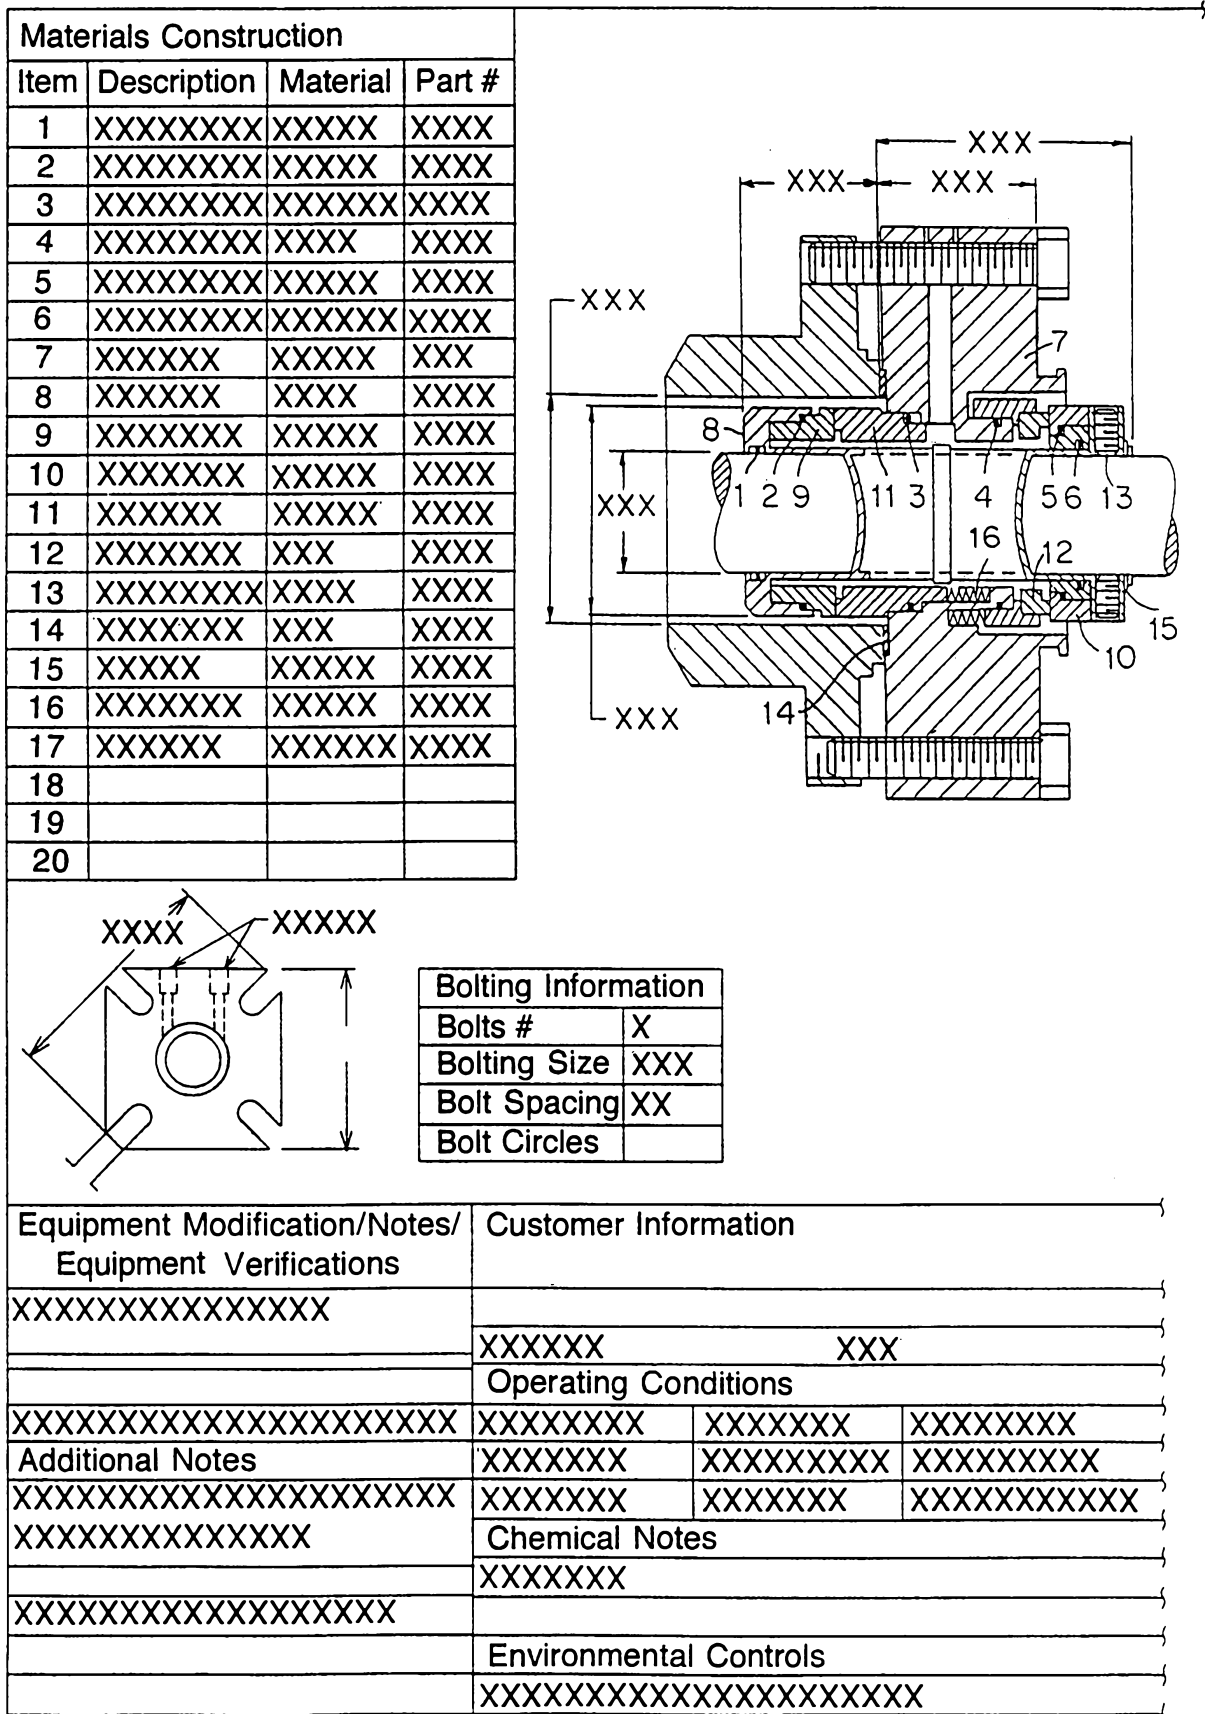 Materials Construction
Item Description Material Part #
1 XXXXXXXX XXXXX XXXX
2 XXXXXXXX XXXXX XXXX
3 XXXXXXXX XXXXXX XXXX
4 XXXXXXXX XXXX XXXX
5 XXXXXXXX XXXXX XXXX
6 XXXXXXXX XXXXXX XXXX
7 XXXXXX XXXXX XXX
8 XXXXXX XXXX XXXX
9 XXXXXXX XXXXX XXXX
10 XXXXXXX XXXXX XXXX
11 XXXXXX XXXXX XXXX
12 XXXXXXX XXX XXXX
13 XXXXXXXX XXXX XXXX
14 XXXXXXX XXX XXXX
15 XXXXX XXXXX XXXX
16 XXXXXXX XXXXX XXXX
17 XXXXXX XXXXXX XXXX
18
19
20
XXX
XXX XXX
XXX
7
8
1 2 9 11 3 4 5 6 13
XXX
16 12
15
10
14
XXX
XXXX XXXXX
Bolting Information
Bolts # X
Bolting Size XXX
Bolt Spacing XX
Bolt Circles
Equipment Modification/Notes/
Equipment Verifications
XXXXXXXXXXXXXXX
XXXXXXXXXXXXXXXXXXXXX
Additional Notes
XXXXXXXXXXXXXXXXXXXXX
XXXXXXXXXXXXXX
XXXXXXXXXXXXXXXXXX
Customer Information
XXXXXX XXX
Operating Conditions
XXXXXXXX XXXXXXX XXXXXXXX
XXXXXXX XXXXXXXXX XXXXXXXXX
XXXXXXX XXXXXXX XXXXXXXXXXX
Chemical Notes
XXXXXXX
Environmental Controls
XXXXXXXXXXXXXXXXXXXXX